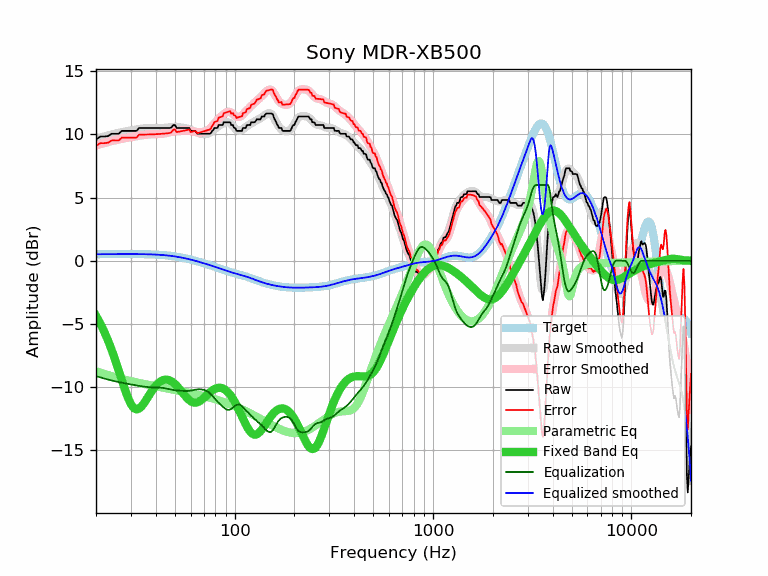 Sony MDR-XB500
Amplitude (dBr)
15
10
5
0
−5
−10
−15
100
1000
10000
Frequency (Hz)
Target
Raw Smoothed
Error Smoothed
Raw
Error
Parametric Eq
Fixed Band Eq
Equalization
Equalized smoothed